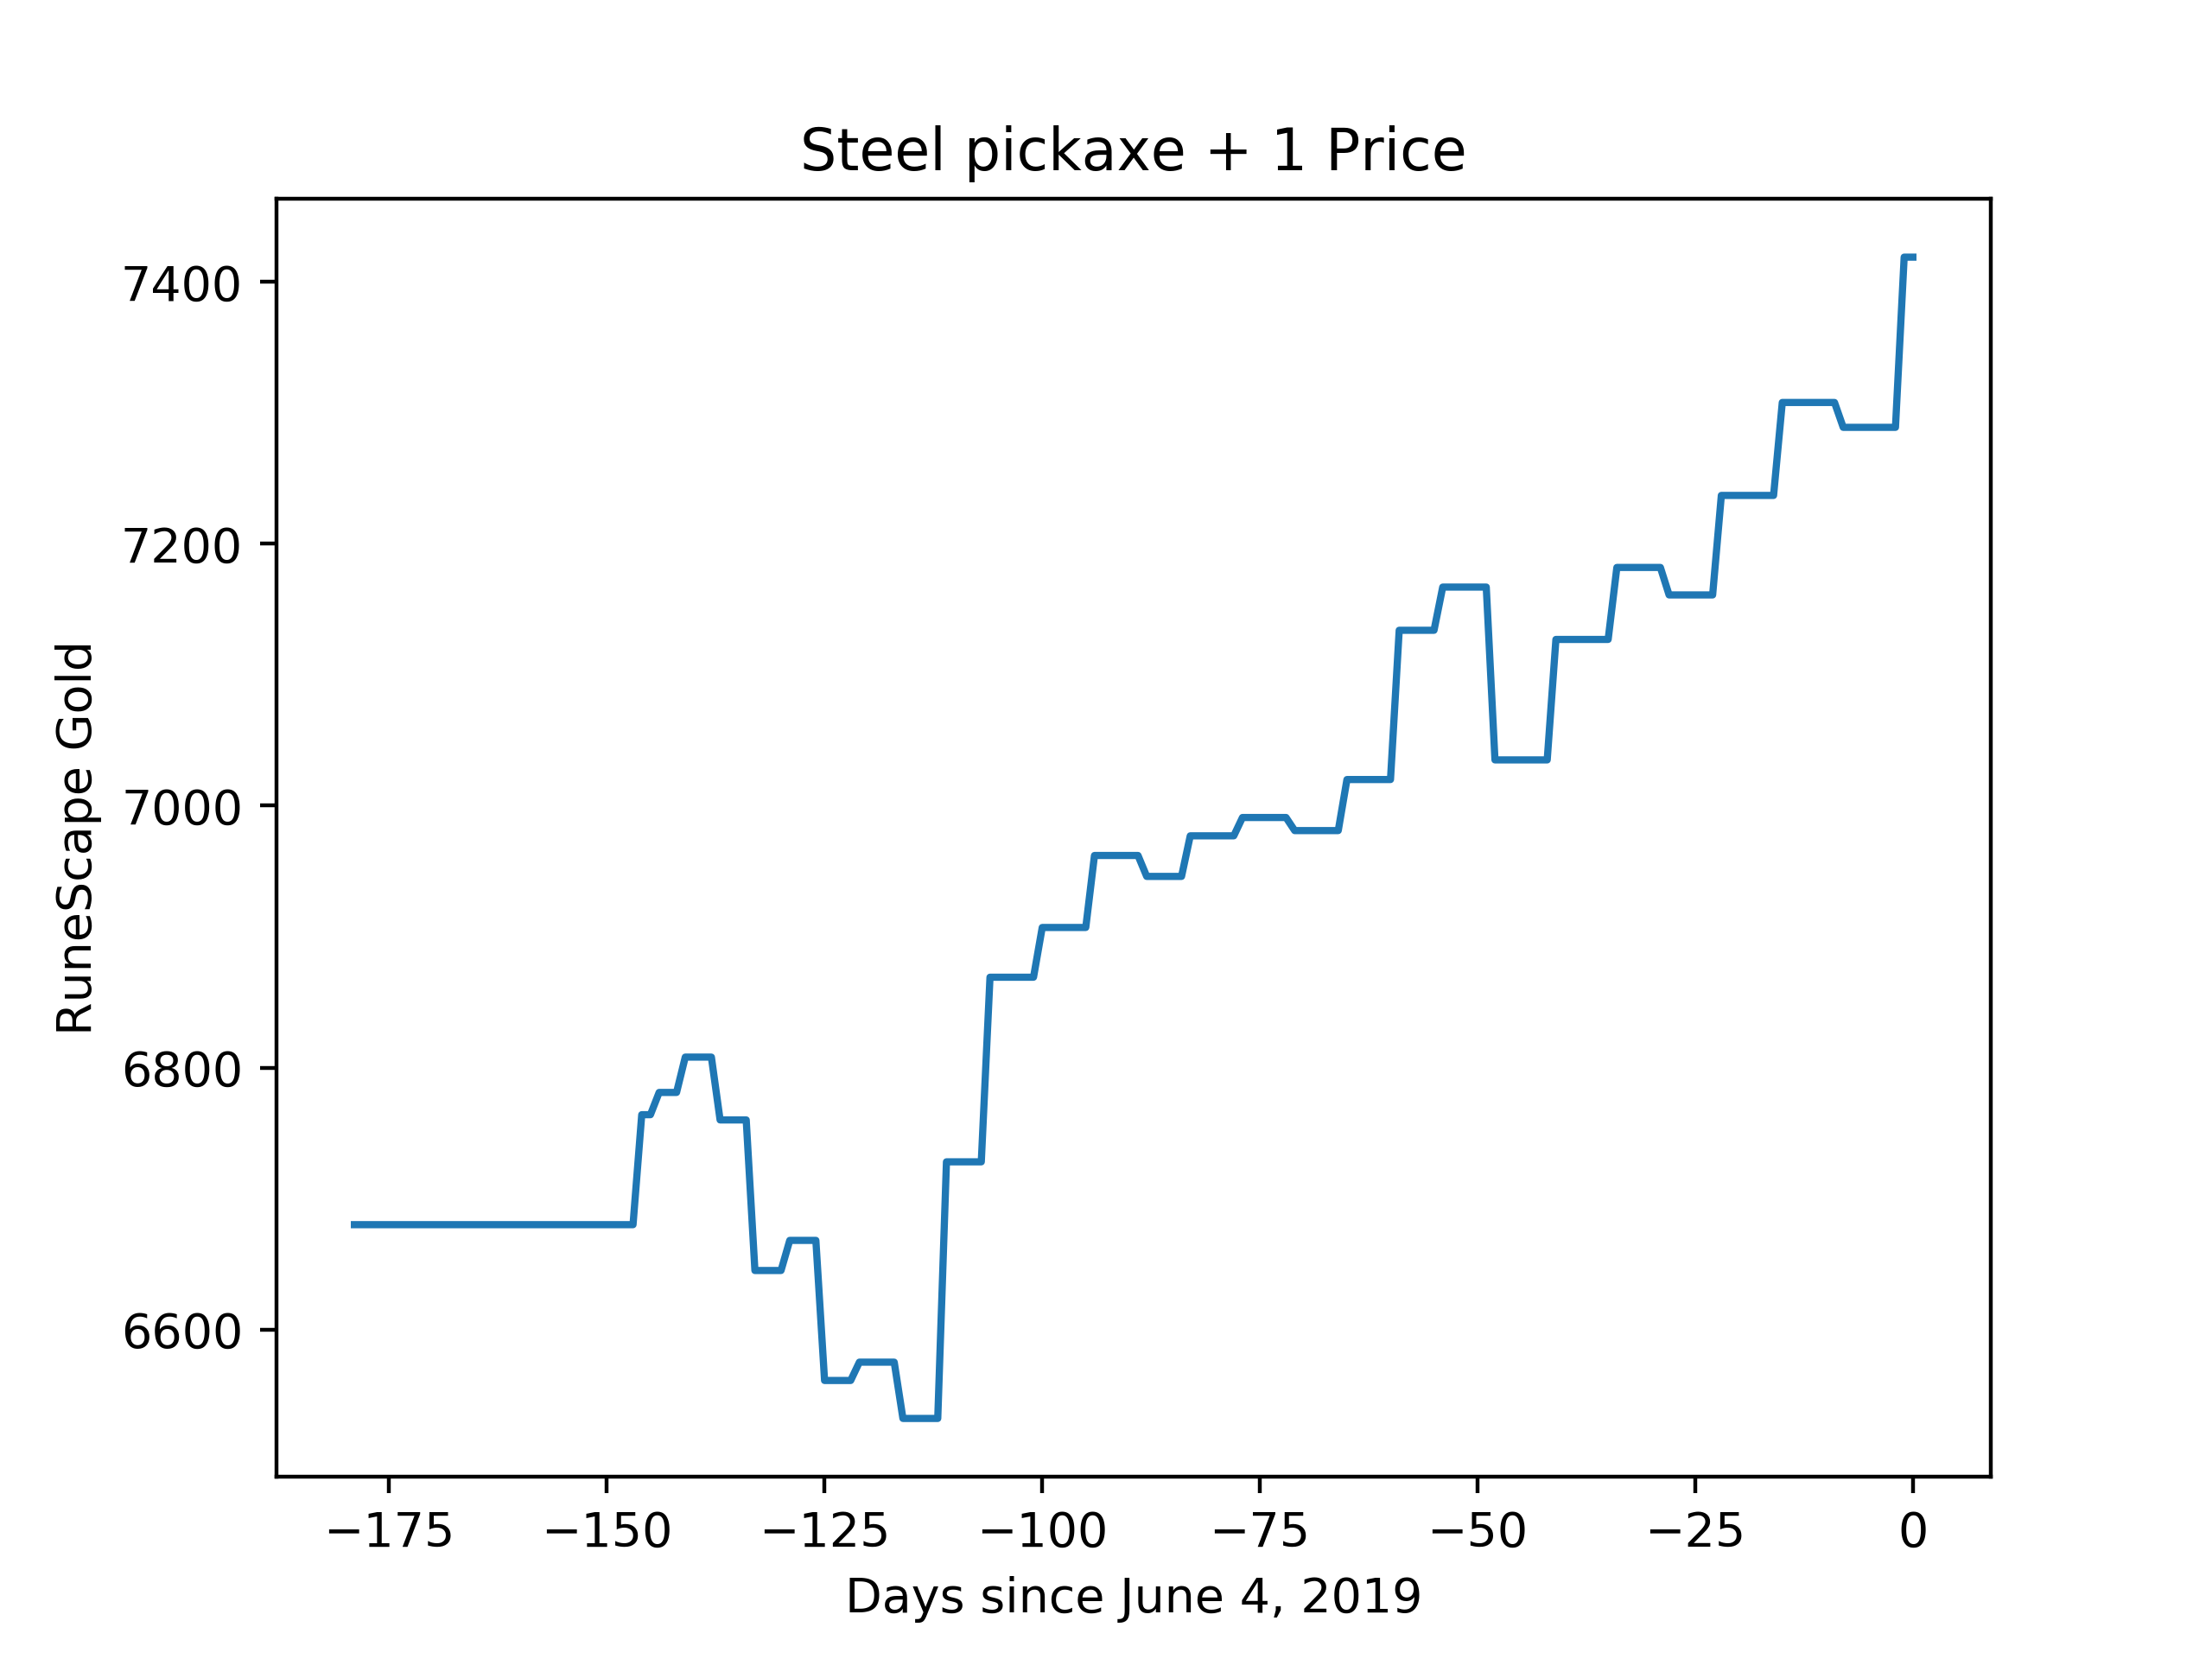 Steel pickaxe + 1 Price
RuneScape Gold
7400
7200
7000
6800
6600
−175 −150 −125 −100 −75 −50 −25 0
Days since June 4, 2019